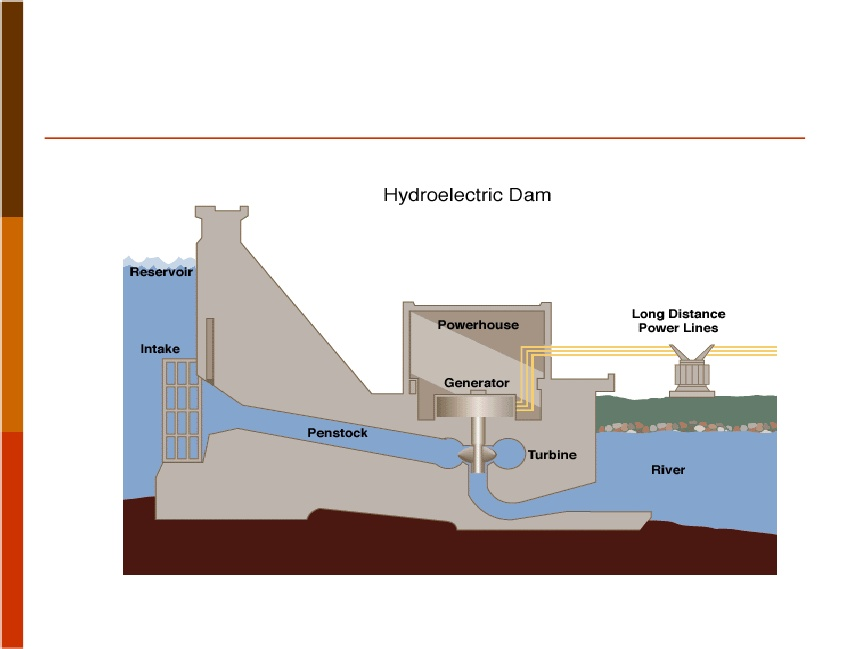 Hydroelectric Dam
Reservoir
Intake
Powerhouse
Long Distance
Power Lines
Generator
Penstock
Turbine
River